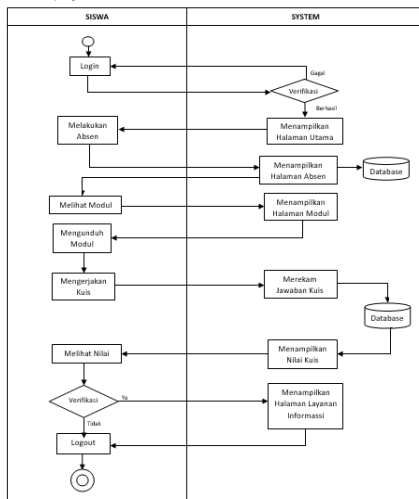 SISWA
SYSTEM
Login
Gagal
Verifikasi
Berhasil
Melakukan
Absen
Menampilkan
Halaman Utama
Menampilkan
Halaman Absen
Database
Melihat Modul
Menampilkan
Halaman Modul
Mengunduh
Modul
Mengerjakan
Kuis
Merekam
Jawaban Kuis
Database
Melihat Nilai
Menampilkan
Nilai Kuis
Verifikasi
Ya
Menampilkan
Halaman Layanan
Informassi
Tidak
Logout